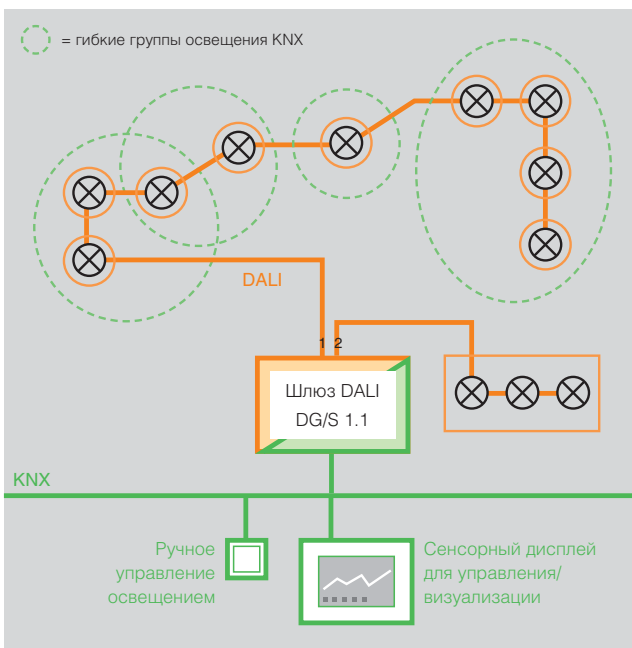 = гибкие группы освещения KNX
DALI
1 2
Шлюз DALI
DG/S 1.1
KNX
Ручное
управление
освещением
Сенсорный дисплей
для управления/
визуализации